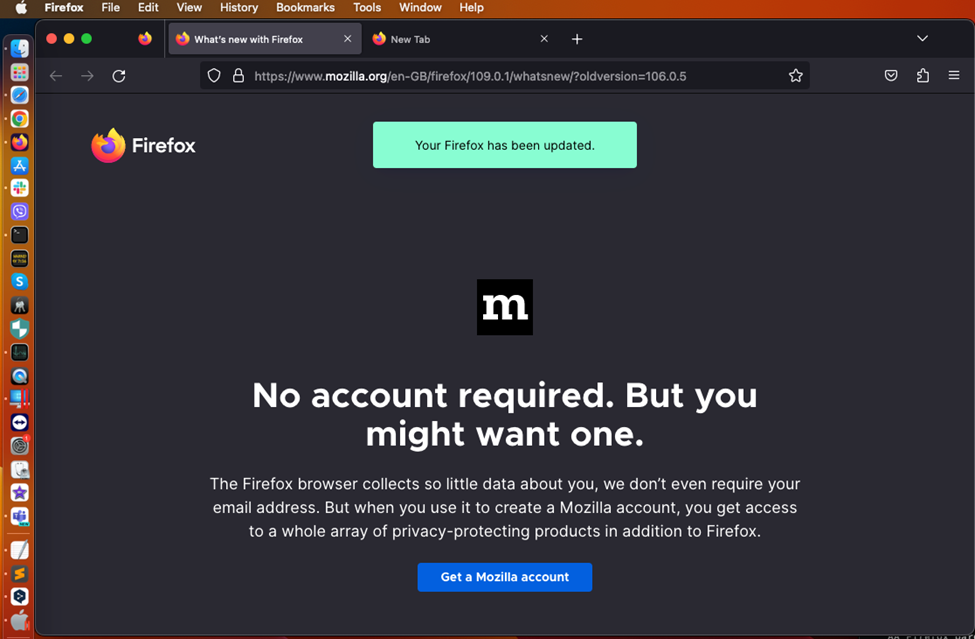 Firefox File Edit View History Bookmarks Tools Window Help
What's new with Firefox
New Tab
https://www.mozilla.org/en-GB/firefox/109.0.1/whatsnew/?oldversion=106.0.5
Firefox
Your Firefox has been updated.
m
No account required. But you
might want one.
The Firefox browser collects so little data about you, we don’t even require your
email address. But when you use it to create a Mozilla account, you get access
to a whole array of privacy-protecting products in addition to Firefox.
Get a Mozilla account